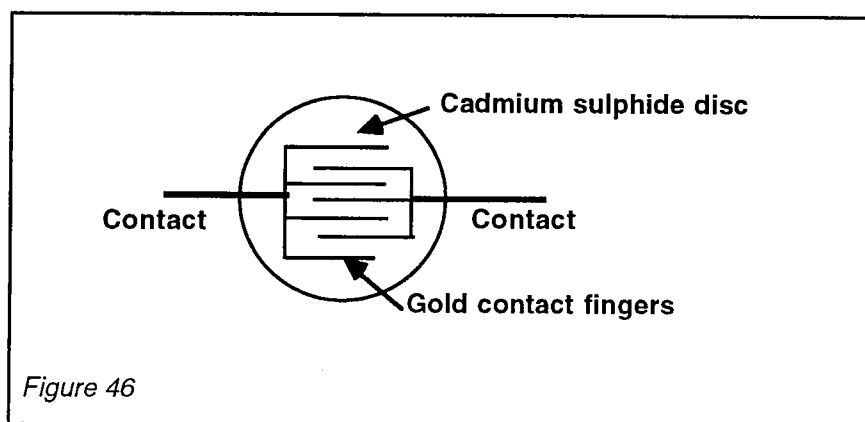 Cadmium sulphide disc
Contact
Contact
Gold contact fingers
Figure 46